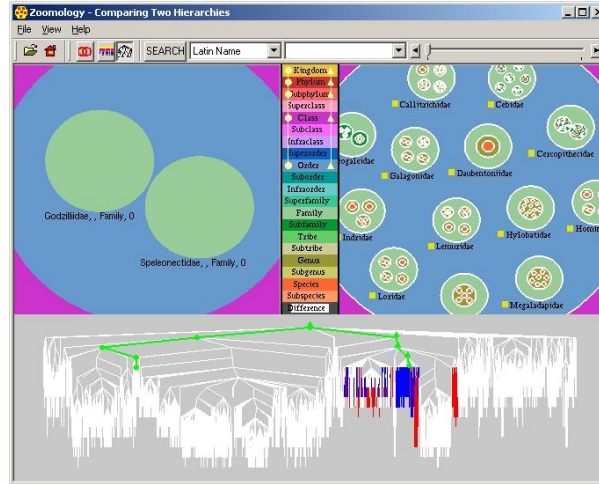 Zoomology - Comparing Two Hierarchies
File View Help
SEARCH Latin Name
Godziliidae, , Family, 0
Speleonectidae, , Family, 0
Kingdom
Phylum
Subphylum
Superclass
Class
Subclass
Infraclass
Superorder
Order
Suborder
Infraorder
Superfamily
Family
Subfamily
Tribe
Subtribe
Genus
Subgenus
Species
Subspecies
Difference
Callitrichidae
Cebidae
Cercopithecidae
Galagonidae
Daubentoniidae
Indridae
Lemuridae
Hylobatidae
Loridae
Megaladapidae